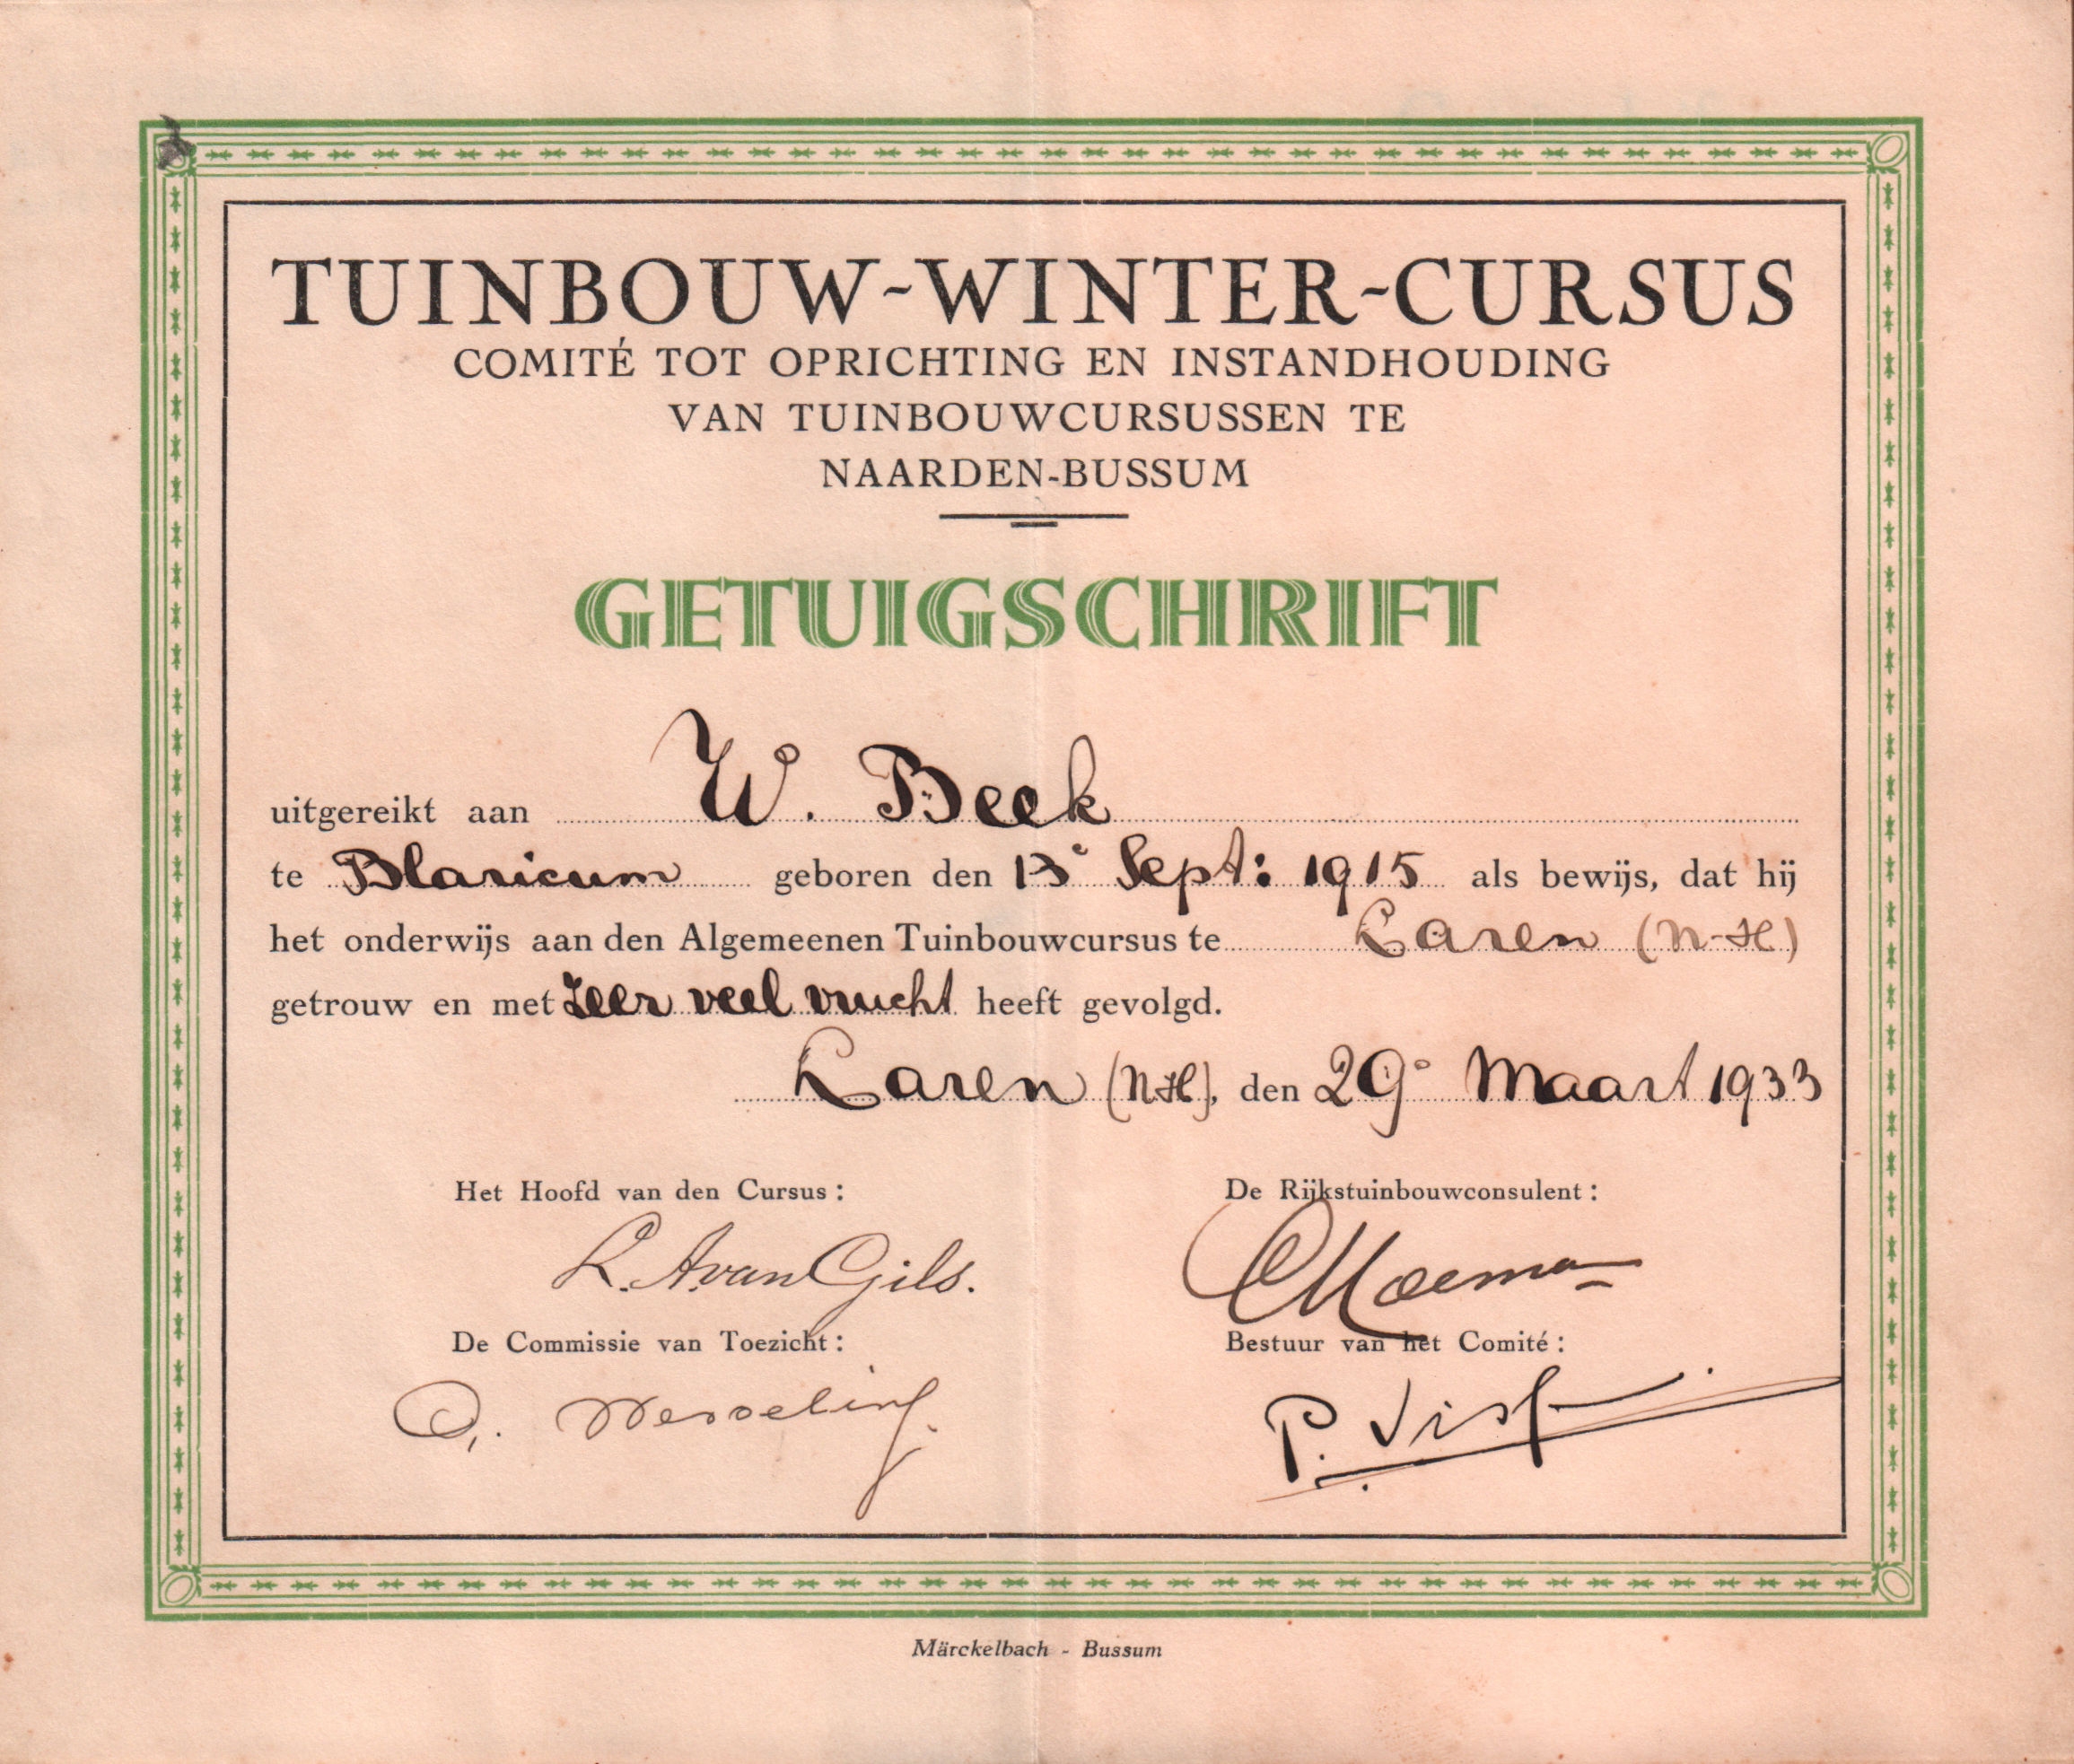 TUINBOUW-WINTER-CURSUS
COMITÉ TOT OPRICHTING EN INSTANDHOUDING
VAN TUINBOUWCURSUSSEN TE
NAARDEN-BUSSUM
GETUIGSCHRIFT
uitgereikt aan W. Beek
te Blaricum geboren den 13e Sept: 1915 als bewijs, dat hij
het onderwijs aan den Algemeenen Tuinbouwcursus te Laren (N-H)
getrouw en met zeer veel vrucht heeft gevolgd.
Laren (N.H), den 29e Maart 1933
Het Hoofd van den Cursus: De Rijkstuinbouwconsulent:
L. A. van Gils.
De Commissie van Toezicht: Bestuur van het Comité:
Wesseling. P. Vis
Märckelbach - Bussum